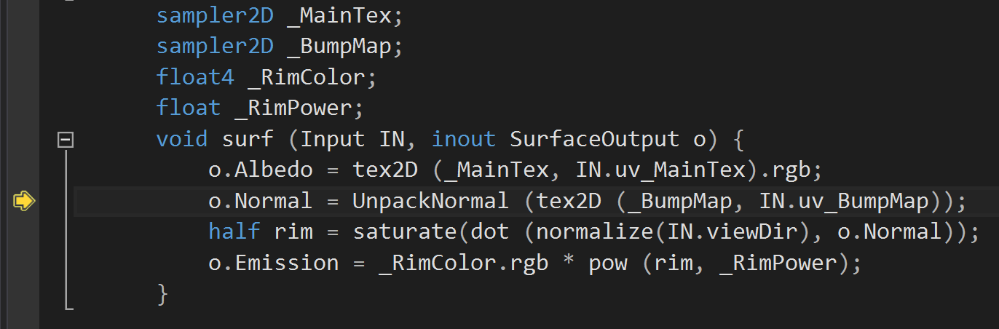 sampler2D _MainTex;
sampler2D _BumpMap;
float4 _RimColor;
float _RimPower;
void surf (Input IN, inout SurfaceOutput o) {
o.Albedo = tex2D (_MainTex, IN.uv_MainTex).rgb;
o.Normal = UnpackNormal (tex2D (_BumpMap, IN.uv_BumpMap));
half rim = saturate(dot (normalize(IN.viewDir), o.Normal));
o.Emission = _RimColor.rgb * pow (rim, _RimPower);
}